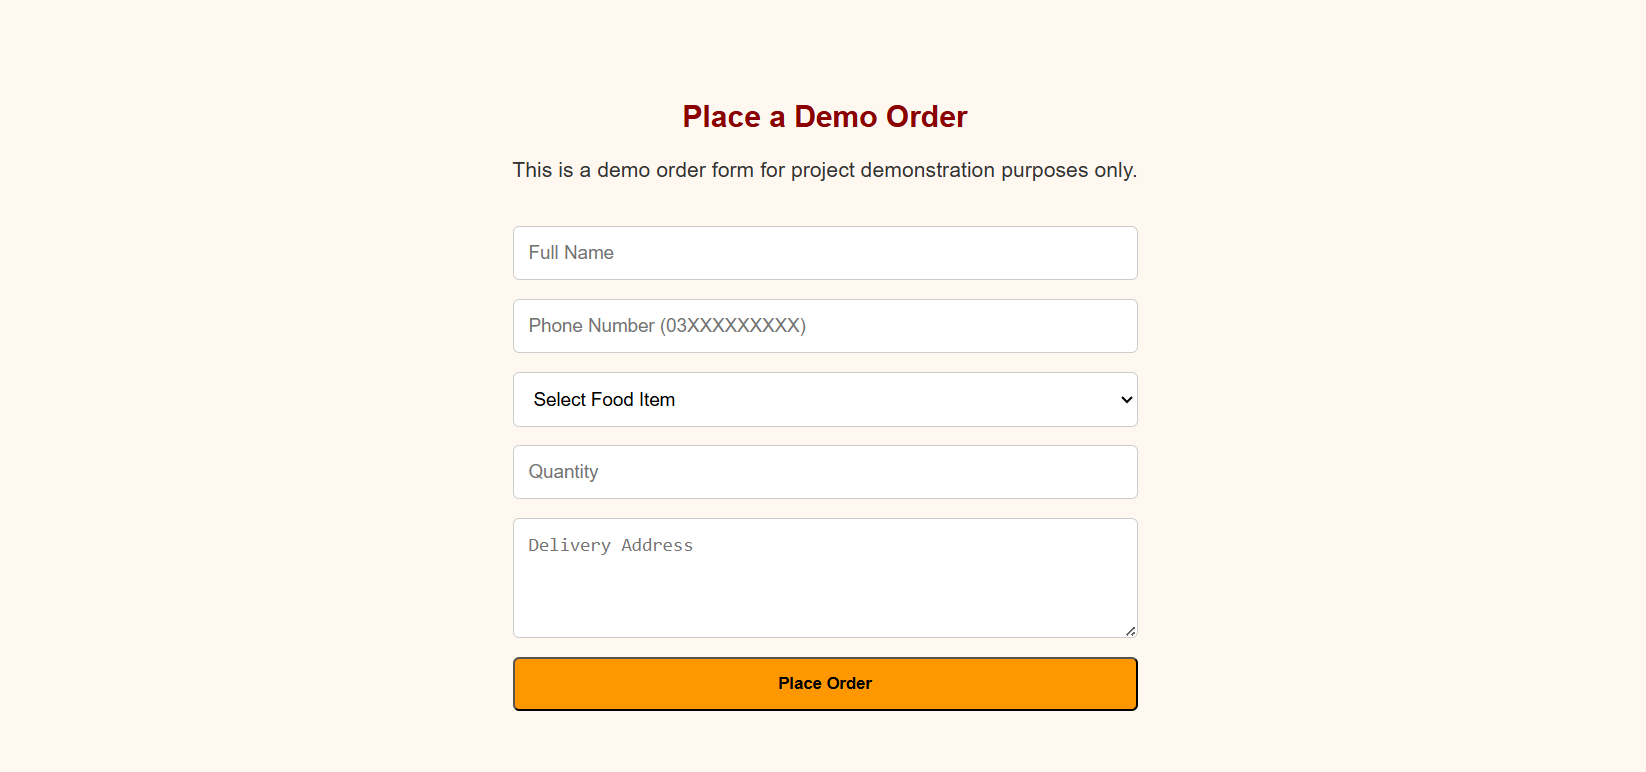 Place a Demo Order
This is a demo order form for project demonstration purposes only.
Full Name
Phone Number (03XXXXXXXXX)
Select Food Item
Quantity
Delivery Address
Place Order